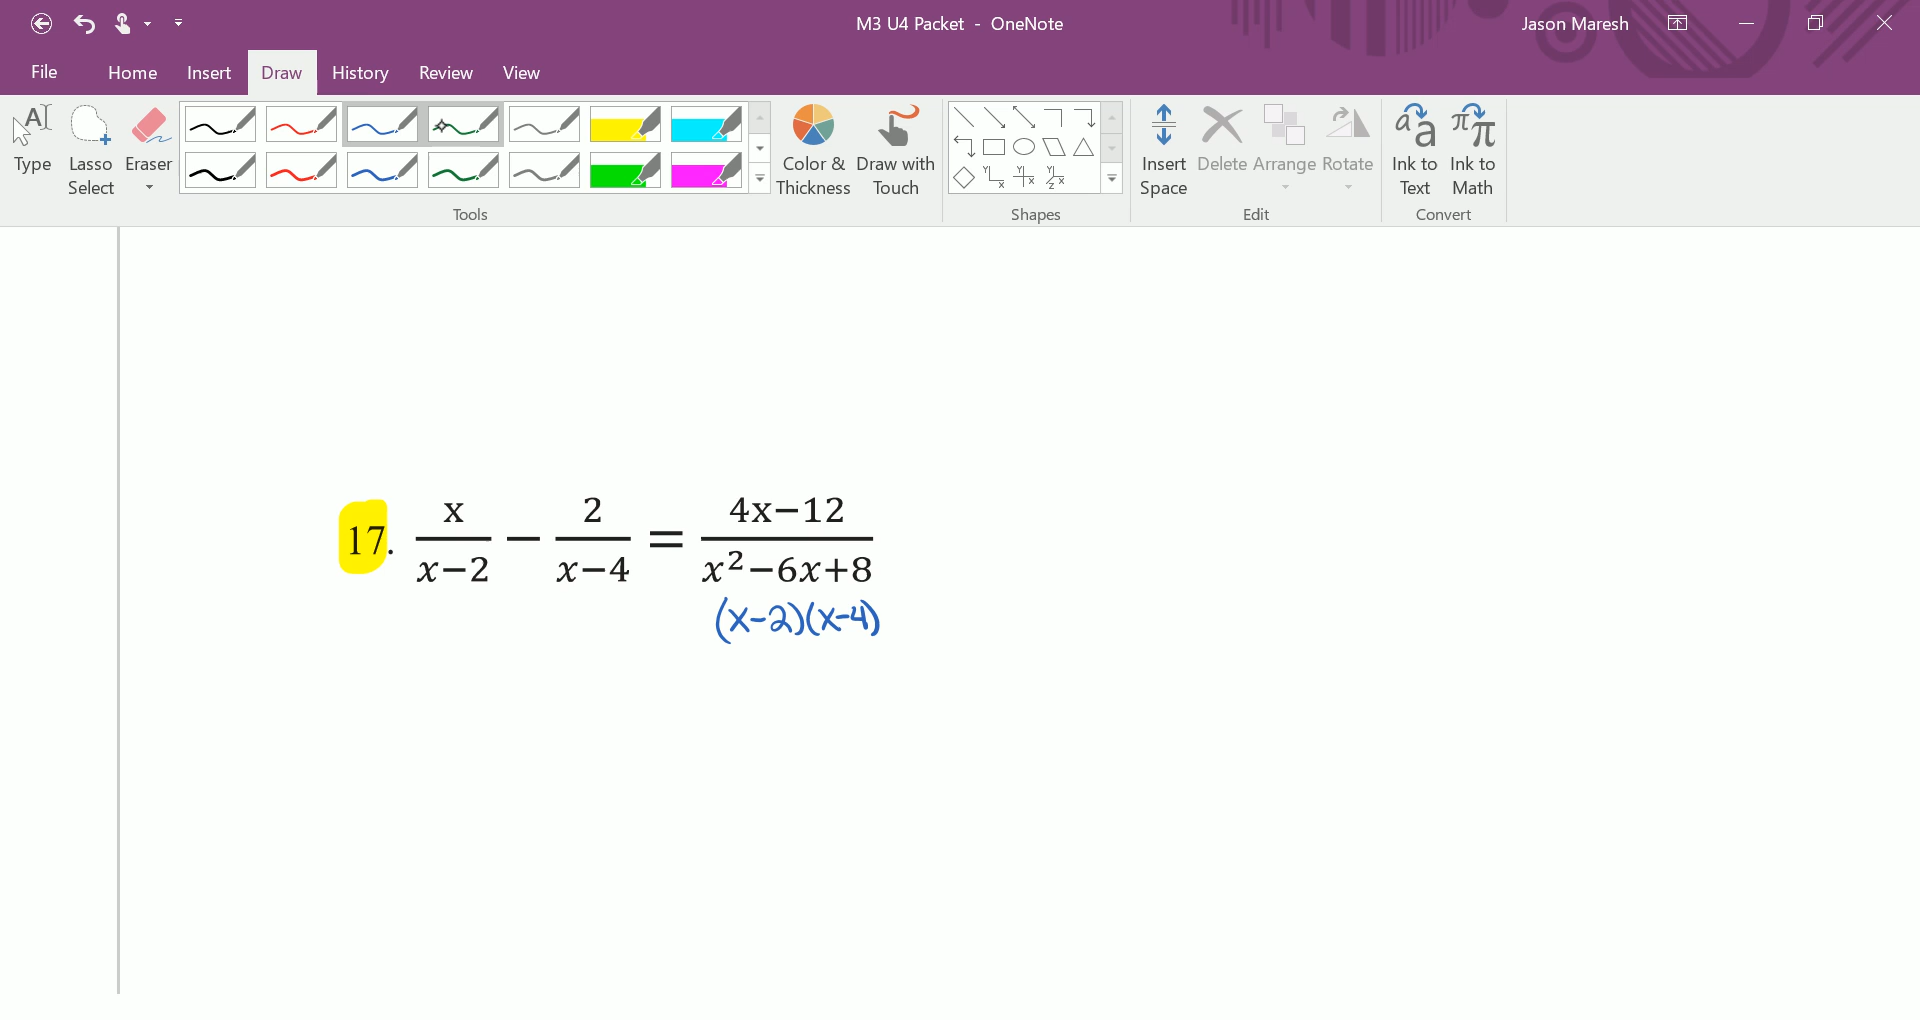 M3 U4 Packet - OneNote
Jason Maresh
File Home Insert Draw History Review View
Type
Lasso Select
Eraser
Color & Thickness
Draw with Touch
Insert Space
Delete
Arrange
Rotate
Ink to Text
Ink to Math
Tools Shapes Edit Convert
17. x/(x−2) − 2/(x−4) = (4x−12)/(x²−6x+8)
(x-2)(x-4)